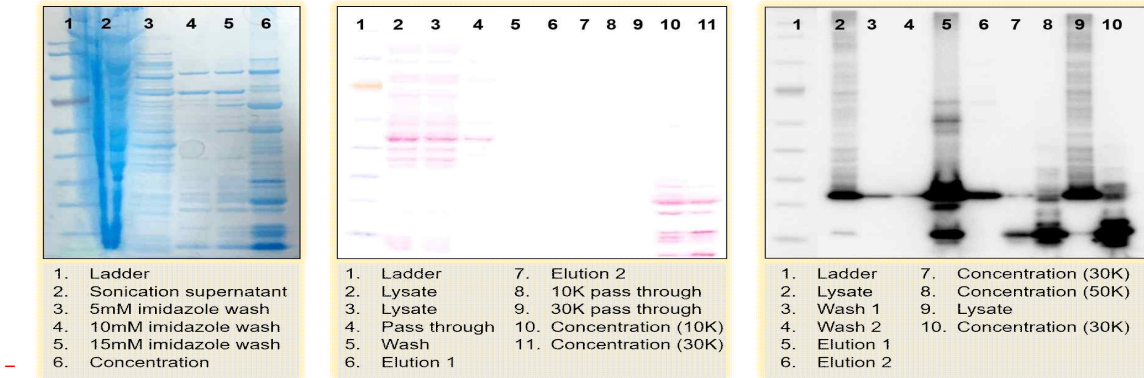 1 2 3 4 5 6
1. Ladder
2. Sonication supernatant
3. 5mM imidazole wash
4. 10mM imidazole wash
5. 15mM imidazole wash
6. Concentration
1 2 3 4 5 6 7 8 9 10 11
1. Ladder
2. Lysate
3. Lysate
4. Pass through
5. Wash
6. Elution 1
7. Elution 2
8. 10K pass through
9. 30K pass through
10. Concentration (10K)
11. Concentration (30K)
1 2 3 4 5 6 7 8 9 10
1. Ladder
2. Lysate
3. Wash 1
4. Wash 2
5. Elution 1
6. Elution 2
7. Concentration (30K)
8. Concentration (50K)
9. Lysate
10. Concentration (30K)